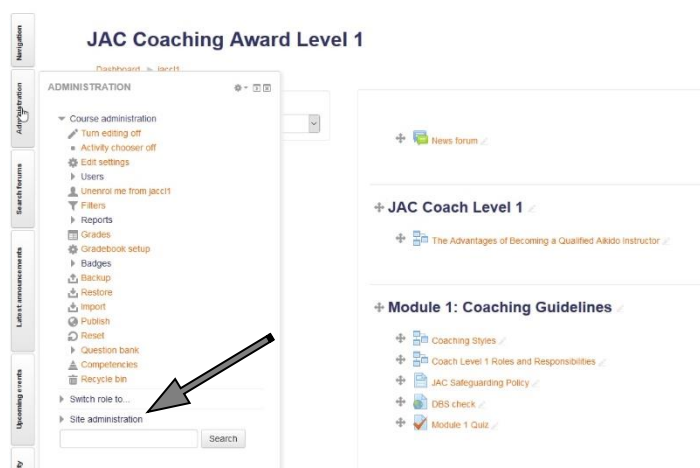 Navigation
JAC Coaching Award Level 1
Dashboard ▶ jaccl1
Administration
ADMINISTRATION
Course administration
Turn editing off
Activity chooser off
Edit settings
Users
Unenrol me from jaccl1
Filters
Reports
Grades
Gradebook setup
Badges
Backup
Restore
Import
Publish
Reset
Question bank
Competencies
Recycle bin
Switch role to...
Site administration
Search
Search forums
Latest announcements
Upcoming events
News forum
JAC Coach Level 1
The Advantages of Becoming a Qualified Aikido Instructor
Module 1: Coaching Guidelines
Coaching Styles
Coach Level 1 Roles and Responsibilities
JAC Safeguarding Policy
DBS check
Module 1 Quiz